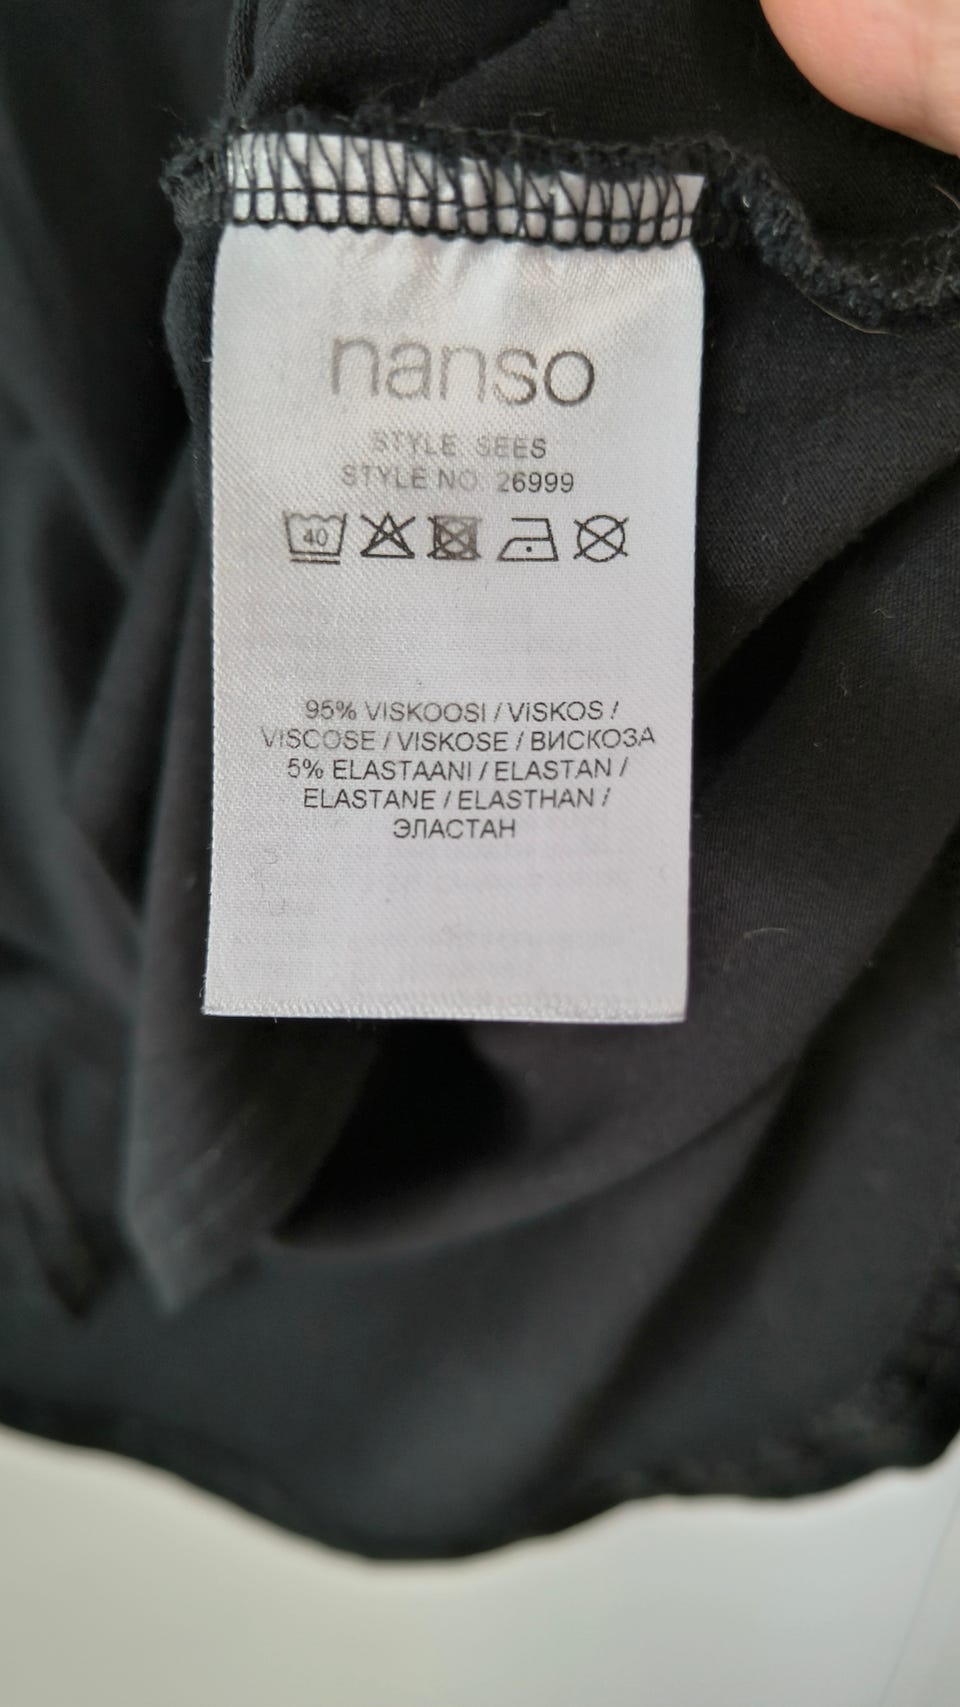 nanso
STYLE SEES
STYLE NO. 26999
40
95% VISKOOSI / VISKOS /
VISCOSE / VISKOSE / ВИСКОЗА
5% ELASTAANI / ELASTAN /
ELASTANE / ELASTHAN /
ЭЛАСТАН